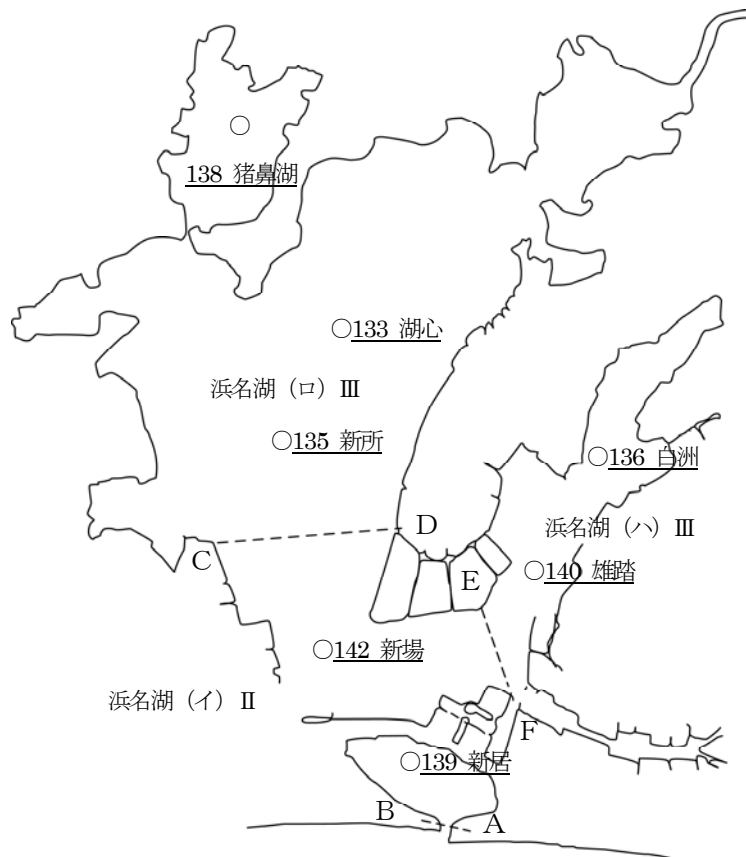 ○
138 猪鼻湖
○133 湖心
浜名湖（ロ）Ⅲ
○135 新所
○136 白洲
D
浜名湖（ハ）Ⅲ
C
E
○140 雄踏
○142 新場
浜名湖（イ）Ⅱ
F
○139 新居
B
A